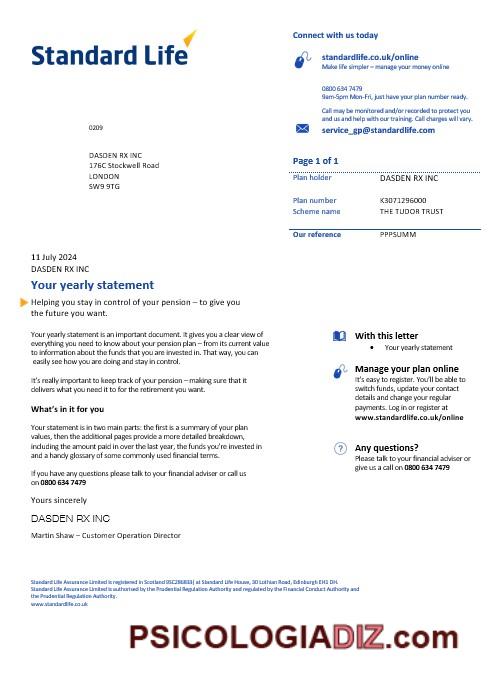 Standard Life
Connect with us today
standardlife.co.uk/online
Make life simpler – manage your money online
0800 634 7479
9am-5pm Mon-Fri, just have your plan number ready.
Call may be monitored and/or recorded to protect you
and us and help with our training. Call charges will vary.
service_gp@standardlife.com
0209
DASDEN RX INC
176C Stockwell Road
LONDON
SW9 9TG
Page 1 of 1
Plan holder DASDEN RX INC
Plan number K3071296000
Scheme name THE TUDOR TRUST
Our reference PPPSUMM
11 July 2024
DASDEN RX INC
Your yearly statement
Helping you stay in control of your pension – to give you
the future you want.
Your yearly statement is an important document. It gives you a clear view of
everything you need to know about your pension plan – from its current value
to information about the funds that you are invested in. That way, you can
easily see how you are doing and stay in control.
It's really important to keep track of your pension – making sure that it
delivers what you need it to for the retirement you want.
What's in it for you
Your statement is in two main parts: the first is a summary of your plan
values, then the additional pages provide a more detailed breakdown,
including the amount paid in over the last year, the funds you're invested in
and a handy glossary of some commonly used financial terms.
If you have any questions please talk to your financial adviser or call us
on 0800 634 7479
Yours sincerely
DASDEN RX INC
Martin Shaw – Customer Operation Director
With this letter
• Your yearly statement
Manage your plan online
It's easy to register. You'll be able to
switch funds, update your contact
details and change your regular
payments. Log in or register at
www.standardlife.co.uk/online
Any questions?
Please talk to your financial adviser or
give us a call on 0800 634 7479
Standard Life Assurance Limited is registered in Scotland (SC286833) at Standard Life House, 30 Lothian Road, Edinburgh EH1 DH.
Standard Life Assurance Limited is authorised by the Prudential Regulation Authority and regulated by the Financial Conduct Authority and
the Prudential Regulation Authority.
www.standardlife.co.uk
PSICOLOGIADIZ.com